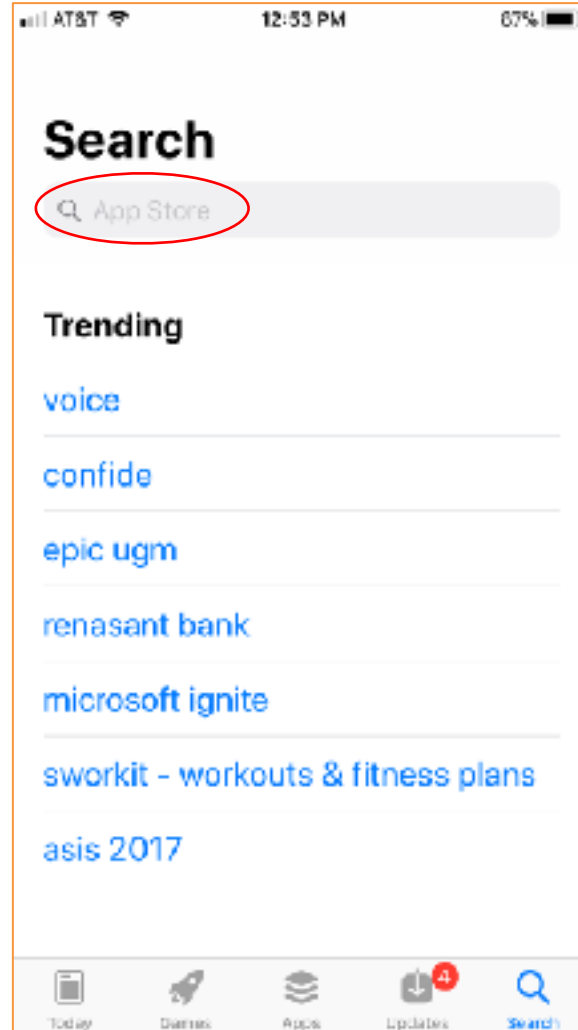 AT&T 12:53 PM 87%
Search
App Store
Trending
voice
confide
epic ugm
renasant bank
microsoft ignite
sworkit - workouts & fitness plans
asis 2017
4
Today Games Apps Updates Search